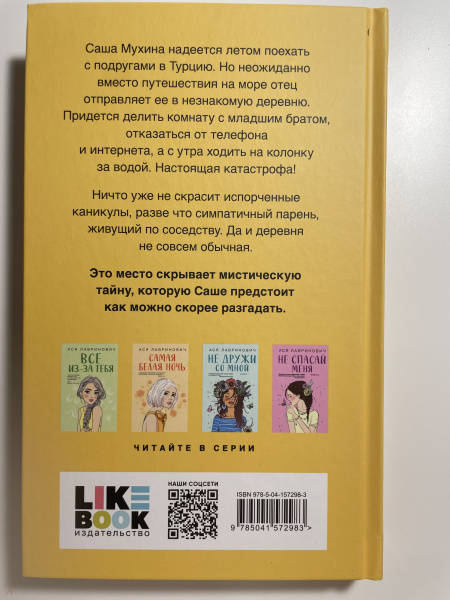 Саша Мухина надеется летом поехать
с подругами в Турцию. Но неожиданно
вместо путешествия на море отец
отправляет ее в незнакомую деревню.
Придется делить комнату с младшим братом,
отказаться от телефона
и интернета, а с утра ходить на колонку
за водой. Настоящая катастрофа!
Ничто уже не скрасит испорченные
каникулы, разве что симпатичный парень,
живущий по соседству. Да и деревня
не совсем обычная.
Это место скрывает мистическую
тайну, которую Саше предстоит
как можно скорее разгадать.
АСЯ ЛАВРИНОВИЧ
ВСЕ
ИЗ-ЗА ТЕБЯ
АСЯ ЛАВРИНОВИЧ
САМАЯ
БЕЛАЯ НОЧЬ
АСЯ ЛАВРИНОВИЧ
НЕ ДРУЖИ
СО МНОЙ
АСЯ ЛАВРИНОВИЧ
НЕ СПАСАЙ
МЕНЯ
ЧИТАЙТЕ В СЕРИИ
LIKE
BOOK
ИЗДАТЕЛЬСТВО
НАШИ СОЦСЕТИ
ISBN 978-5-04-157298-3
9 785041 572983 >